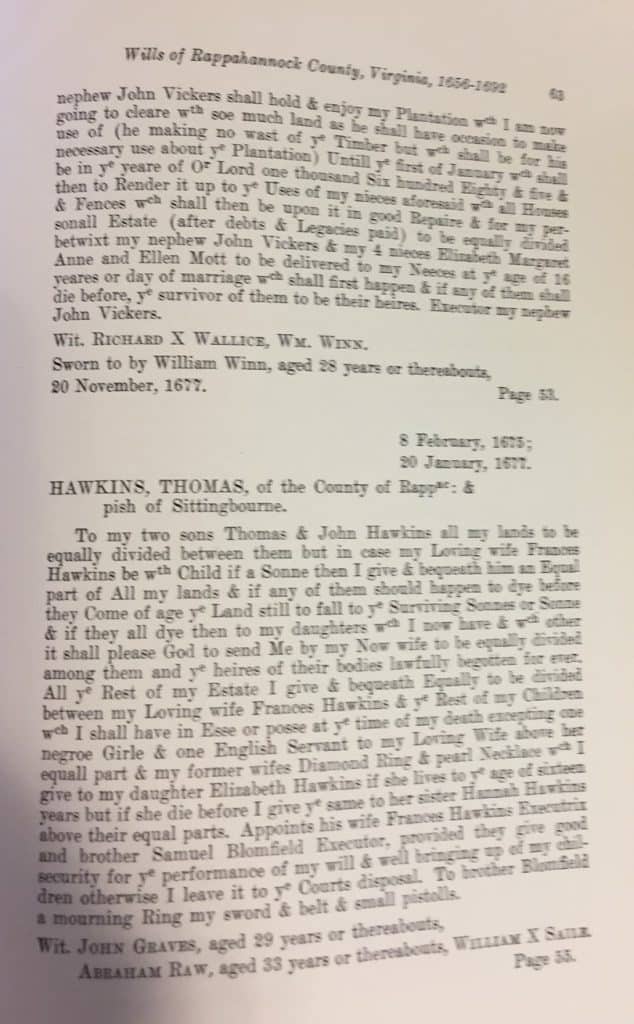 Wills of Rappahannock County, Virginia, 1656-1692 63
nephew John Vickers shall hold & enjoy my Plantation wch I am now
going to cleare wth soe much land as he shall have occasion to make
use of (he making no wast of ye Timber but wch shall be for his
necessary use about ye Plantation) Untill ye first of January wch shall
be in ye yeare of Or Lord one thousand Six hundred Eighty & five &
then to Render it up to ye Uses of my nieces aforesaid wth all Houses
& Fences wch shall then be upon it in good Repaire & for my per-
sonall Estate (after debts & Legacies paid) to be equally divided
betwixt my nephew John Vickers & my 4 nieces Elizabeth Margaret
Anne and Ellen Mott to be delivered to my Neeces at ye age of 16
yeares or day of marriage wch shall first happen & if any of them shall
die before, ye survivor of them to be their heires. Executor my nephew
John Vickers.
Wit. RICHARD X WALLICE, WM. WINN.
Sworn to by William Winn, aged 28 years or thereabouts,
20 November, 1677. Page 53.
8 February, 1675;
20 January, 1677.
HAWKINS, THOMAS, of the County of Rappac: &
pish of Sittingbourne.
To my two sons Thomas & John Hawkins all my lands to be
equally divided between them but in case my Loving wife Frances
Hawkins be wth Child if a Sonne then I give & bequeath him an Equal
part of All my lands & if any of them should happen to dye before
they Come of age ye Land still to fall to ye Surviving Sonnes or Sonne
& if they all dye then to my daughters wch I now have & wch other
it shall please God to send Me by my Now wife to be equally divided
among them and ye heires of their bodies lawfully begotten for ever.
All ye Rest of my Estate I give & bequeath Equally to be divided
between my Loving wife Frances Hawkins & ye Rest of my Children
wch I shall have in Esse or posse at ye time of my death excepting one
negroe Girle & one English Servant to my Loving Wife above her
equall part & my former wifes Diamond Ring & pearl Necklace wch I
give to my daughter Elizabeth Hawkins if she lives to ye age of sixteen
years but if she die before I give ye same to her sister Hannah Hawkins
above their equal parts. Appoints his wife Frances Hawkins Executrix
and brother Samuel Blomfield Executor, provided they give good
security for ye performance of my will & well bringing up of my chil-
dren otherwise I leave it to ye Courts disposal. To brother Blomfield
a mourning Ring my sword & belt & small pistolls.
Wit. JOHN GRAVES, aged 29 years or thereabouts,
ABRAHAM RAW, aged 33 years or thereabouts, WILLIAM X SAILE
Page 55.